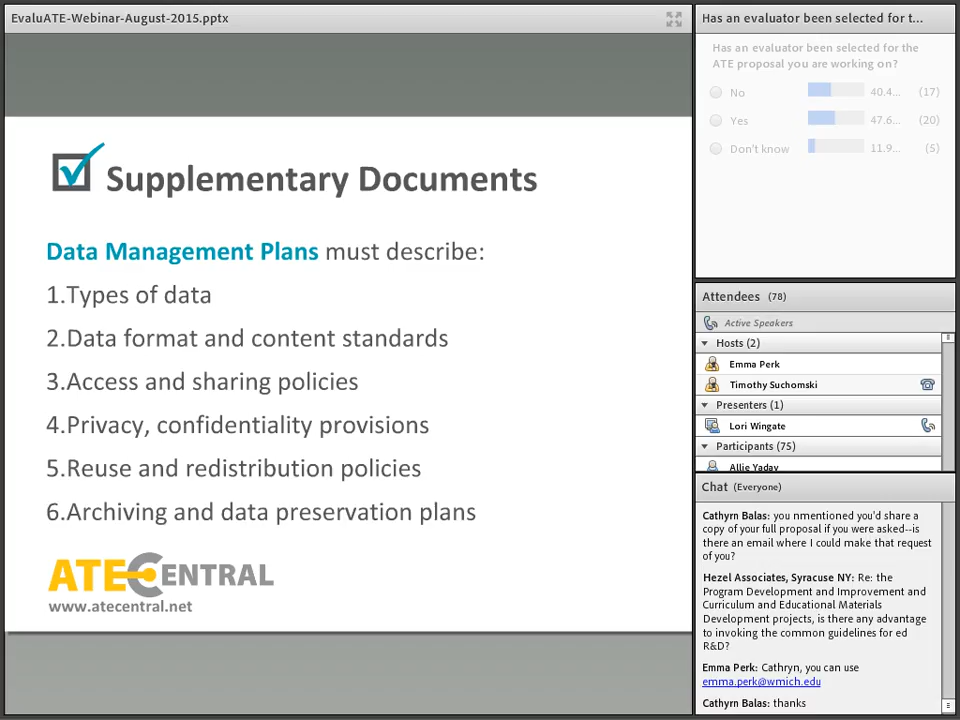 EvaluATE-Webinar-August-2015.pptx
Supplementary Documents
Data Management Plans must describe:
1.Types of data
2.Data format and content standards
3.Access and sharing policies
4.Privacy, confidentiality provisions
5.Reuse and redistribution policies
6.Archiving and data preservation plans
ATE CENTRAL
www.atecentral.net
Has an evaluator been selected for t...
Has an evaluator been selected for the
ATE proposal you are working on?
No 40.4... (17)
Yes 47.6... (20)
Don't know 11.9... (5)
Attendees (78)
Active Speakers
Hosts (2)
Emma Perk
Timothy Suchomski
Presenters (1)
Lori Wingate
Participants (75)
Allie Yaday
Chat (Everyone)
Cathyrn Balas: you nmentioned you'd share a
copy of your full proposal if you were asked--is
there an email where I could make that request
of you?
Hezel Associates, Syracuse NY: Re: the
Program Development and Improvement and
Curriculum and Educational Materials
Development projects, is there any advantage
to invoking the common guidelines for ed
R&D?
Emma Perk: Cathryn, you can use
emma.perk@wmich.edu
Cathyrn Balas: thanks